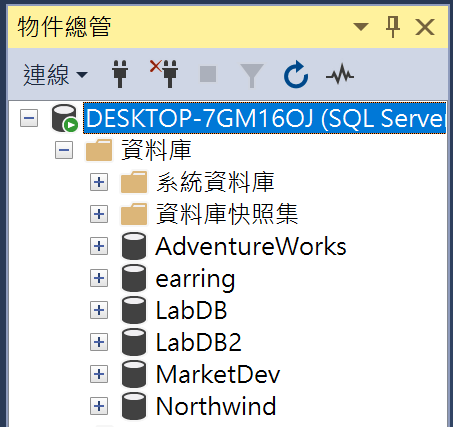 物件總管
連線
DESKTOP-7GM16OJ (SQL Server
資料庫
系統資料庫
資料庫快照集
AdventureWorks
earring
LabDB
LabDB2
MarketDev
Northwind